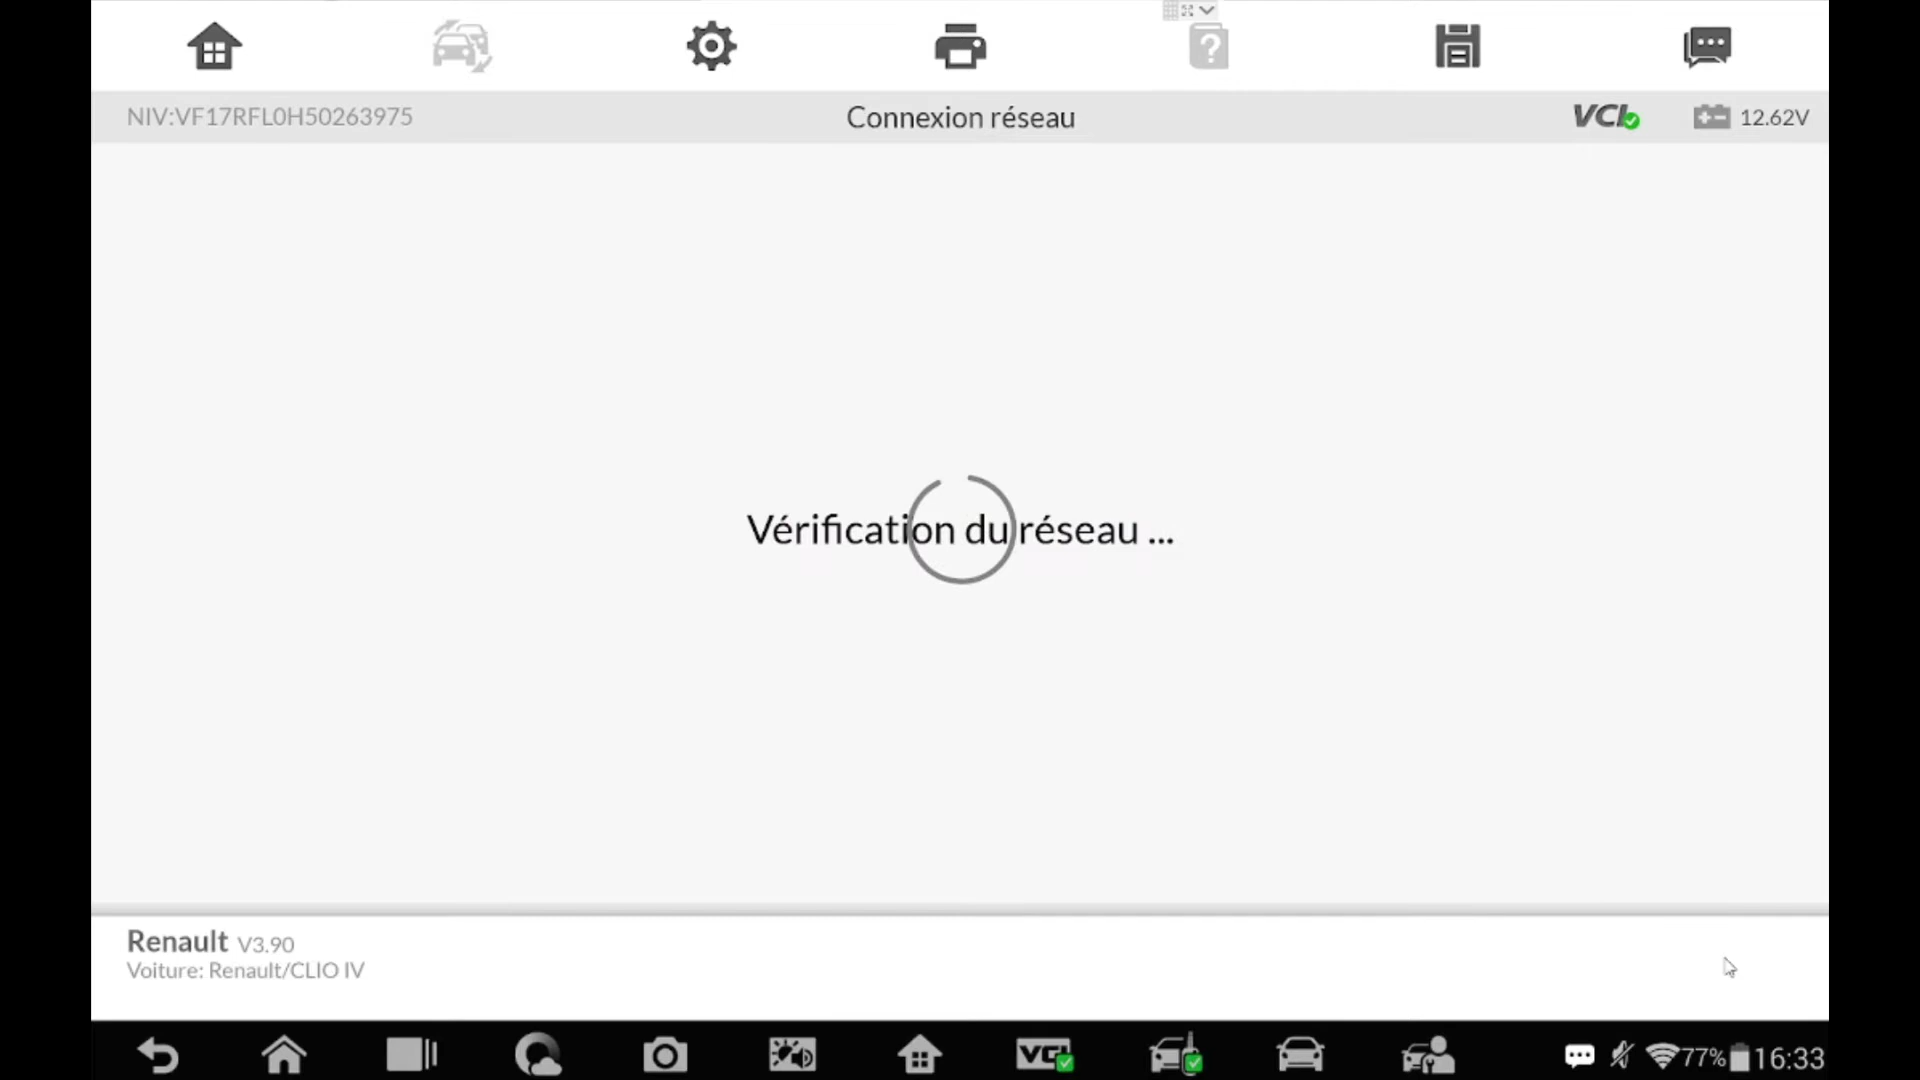 NIV:VF17RFL0H50263975
Connexion réseau
VCI
12.62V
Vérification du réseau ...
Renault V3.90
Voiture: Renault/CLIO IV
VCI
77%
16:33